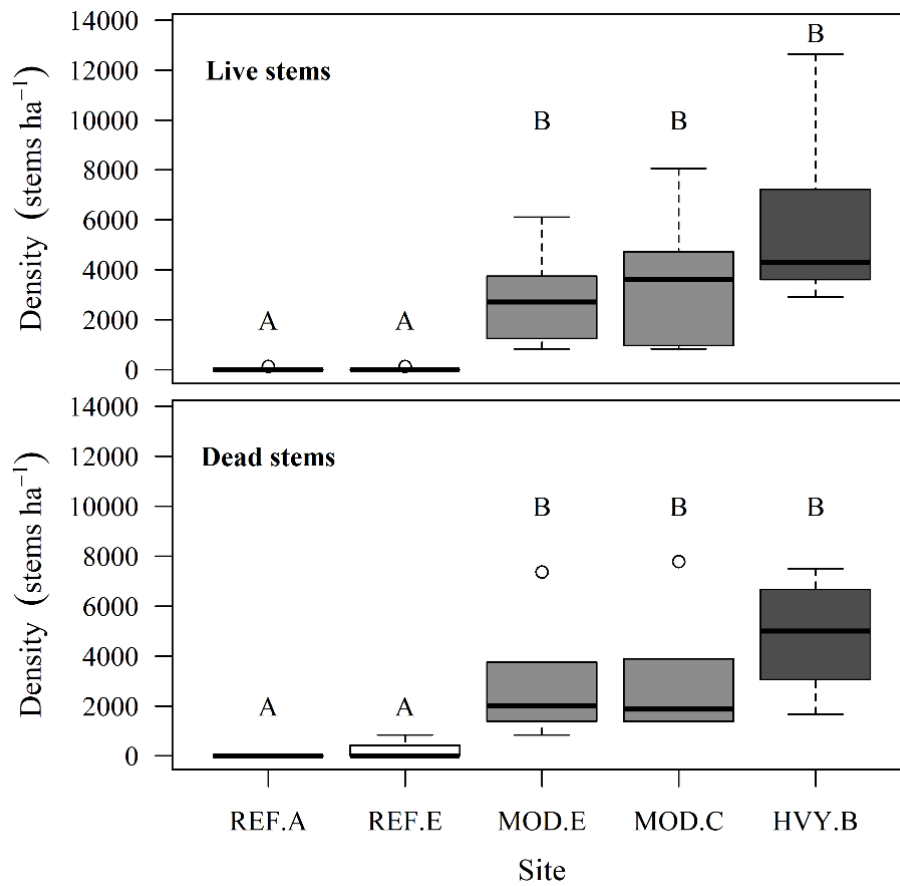 14000
12000
10000
8000
6000
4000
2000
0
Density (stems ha⁻¹)
Live stems
A
A
B
B
B
14000
12000
10000
8000
6000
4000
2000
0
Density (stems ha⁻¹)
Dead stems
A
A
B
B
B
REF.A REF.E MOD.E MOD.C HVY.B
Site